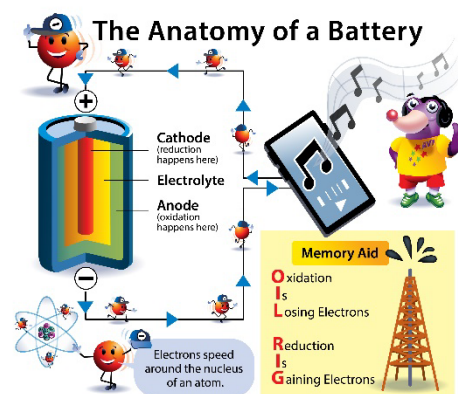 The Anatomy of a Battery
+
Cathode
(reduction
happens here)
Electrolyte
Anode
(oxidation
happens here)
−
Electrons speed
around the nucleus
of an atom.
Memory Aid
Oxidation
Is
Losing Electrons
Reduction
Is
Gaining Electrons